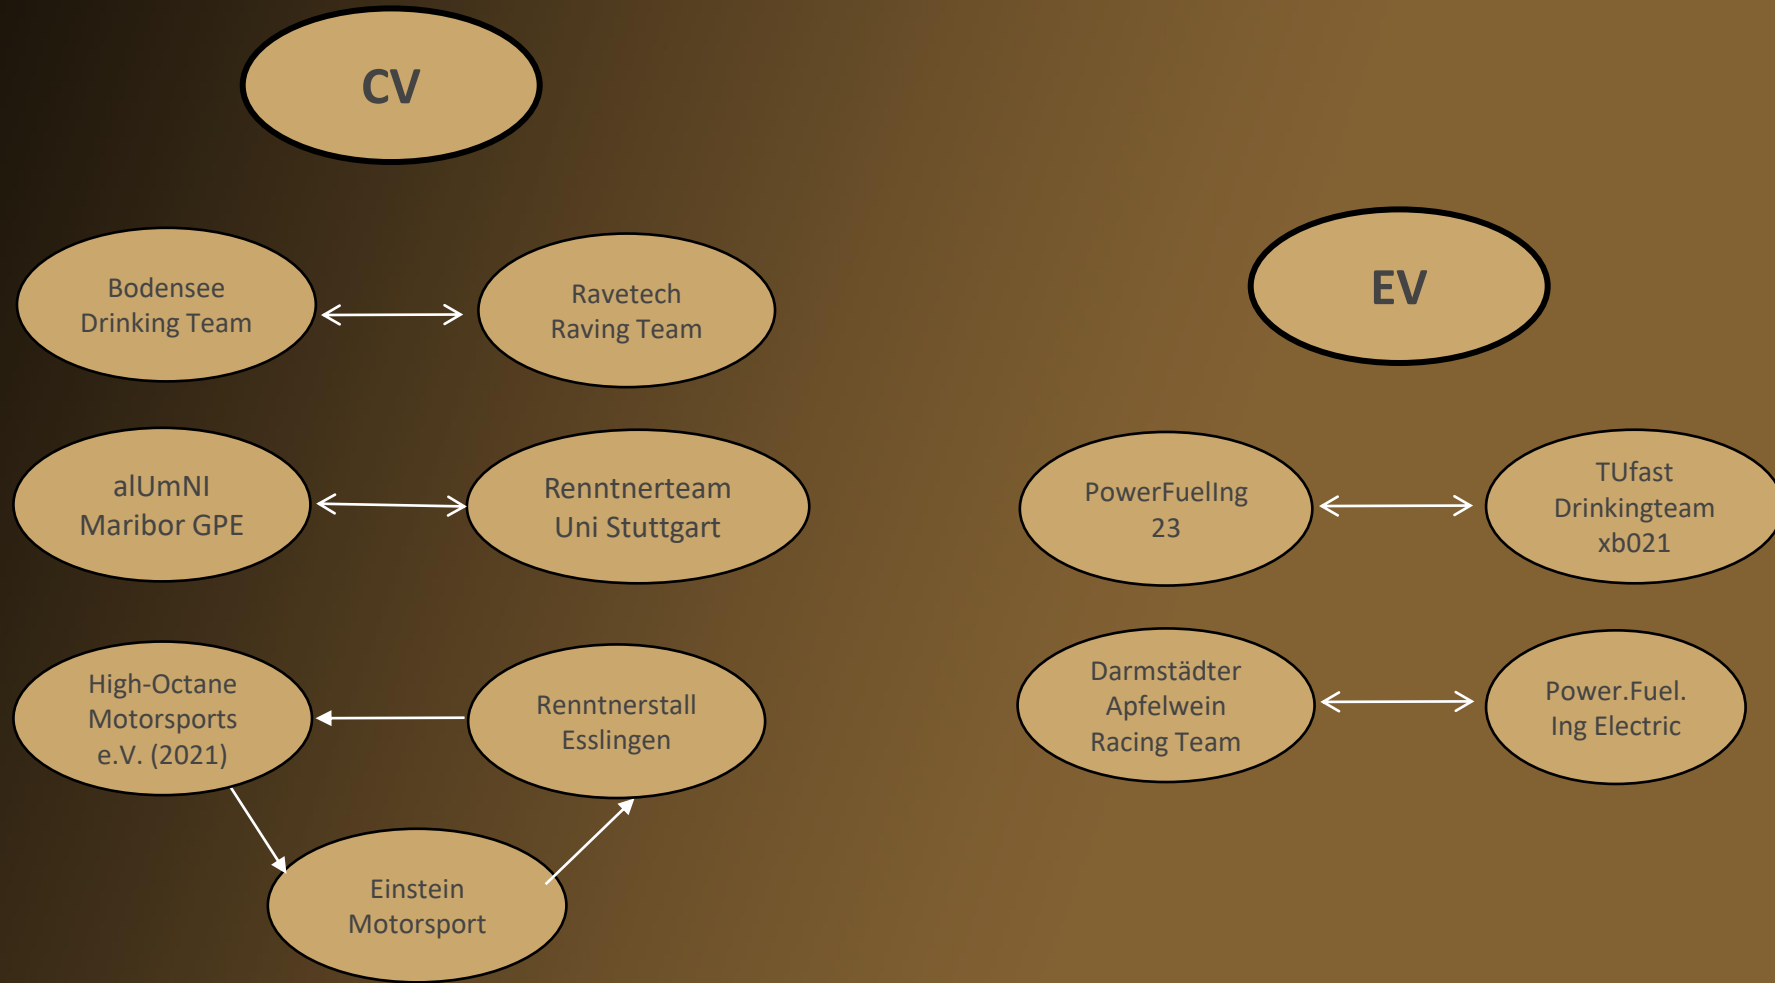 CV
Bodensee
Drinking Team
Ravetech
Raving Team
alUmNI
Maribor GPE
Renntnerteam
Uni Stuttgart
High-Octane
Motorsports
e.V. (2021)
Renntnerstall
Esslingen
Einstein
Motorsport
EV
PowerFuelIng
23
TUfast
Drinkingteam
xb021
Darmstädter
Apfelwein
Racing Team
Power.Fuel.
Ing Electric